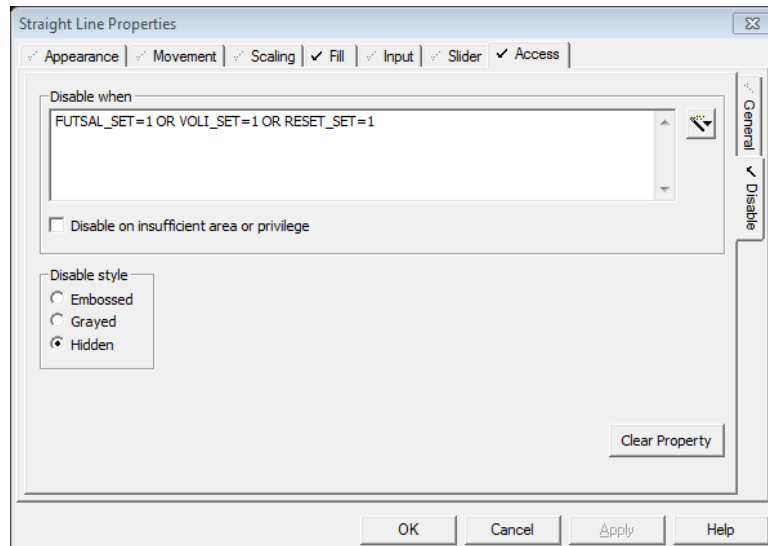 Straight Line Properties
Appearance Movement Scaling Fill Input Slider Access
General
Disable
Disable when
FUTSAL_SET=1 OR VOLI_SET=1 OR RESET_SET=1
Disable on insufficient area or privilege
Disable style
Embossed
Grayed
Hidden
Clear Property
OK Cancel Apply Help